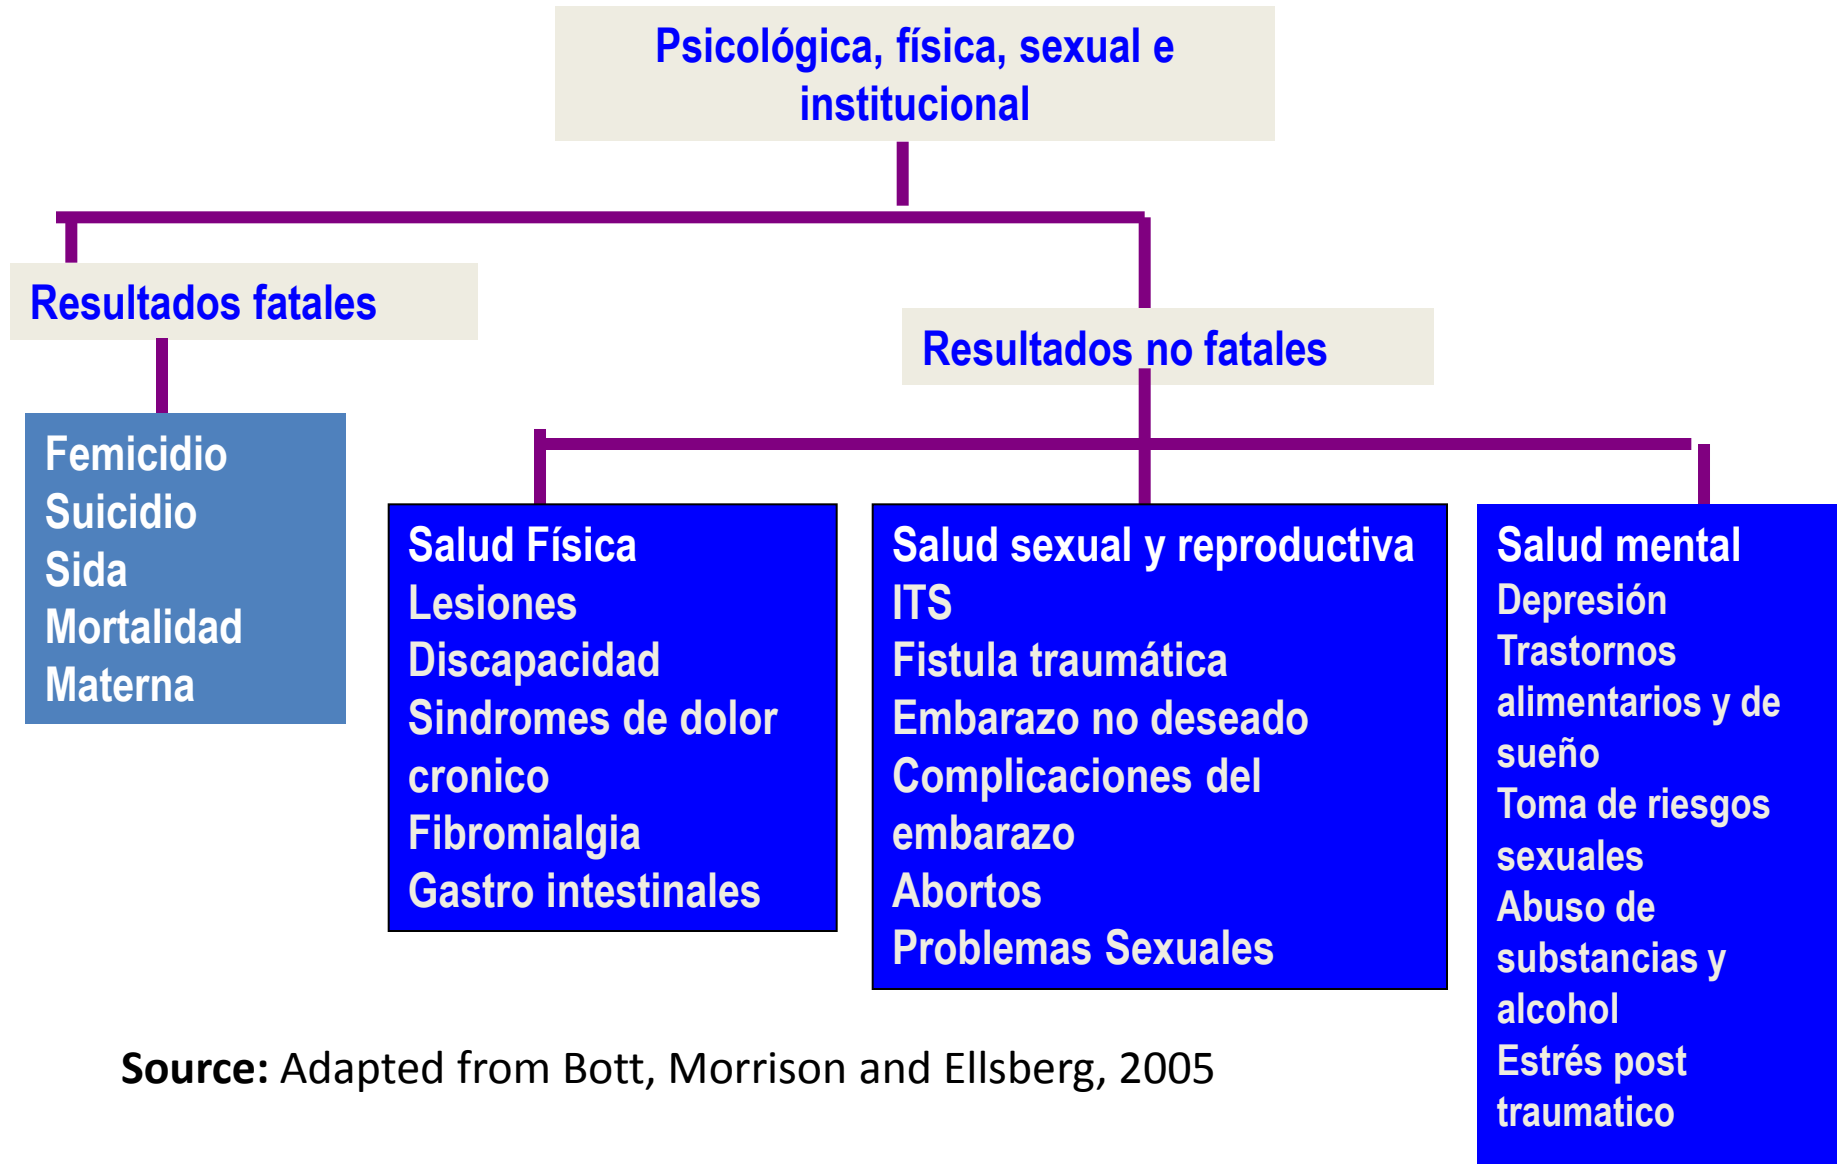 Psicológica, física, sexual e
institucional
Resultados fatales
Resultados no fatales
Femicidio
Suicidio
Sida
Mortalidad
Materna
Salud Física
Lesiones
Discapacidad
Sindromes de dolor
cronico
Fibromialgia
Gastro intestinales
Salud sexual y reproductiva
ITS
Fistula traumática
Embarazo no deseado
Complicaciones del
embarazo
Abortos
Problemas Sexuales
Salud mental
Depresión
Trastornos
alimentarios y de
sueño
Toma de riesgos
sexuales
Abuso de
substancias y
alcohol
Estrés post
traumatico
Source: Adapted from Bott, Morrison and Ellsberg, 2005